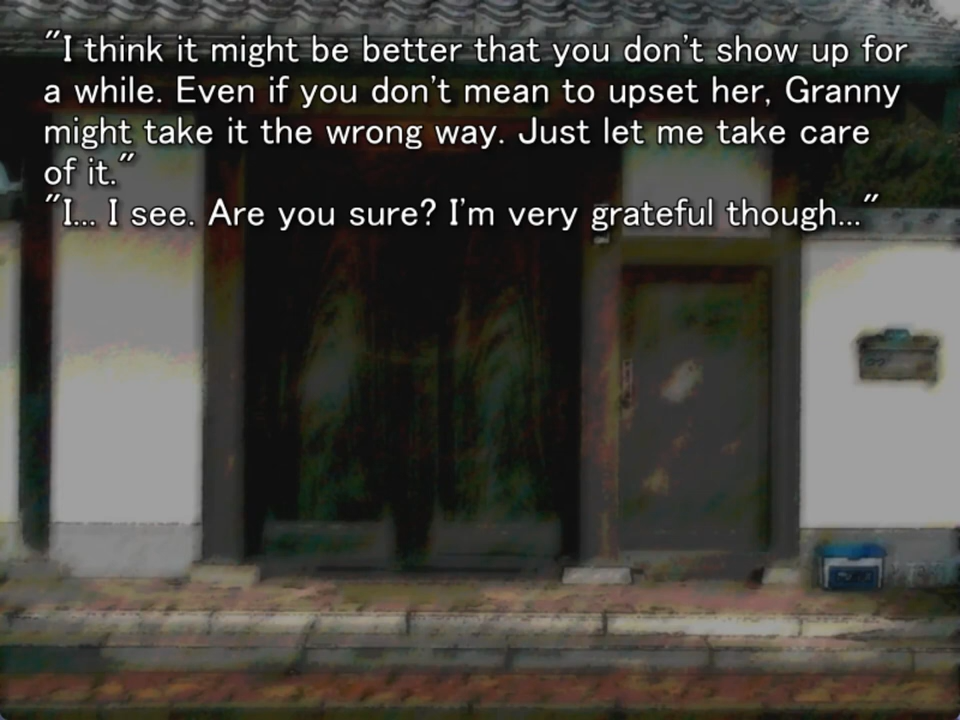 "I think it might be better that you don't show up for
a while. Even if you don't mean to upset her, Granny
might take it the wrong way. Just let me take care
of it."
"I... I see. Are you sure? I'm very grateful though..."